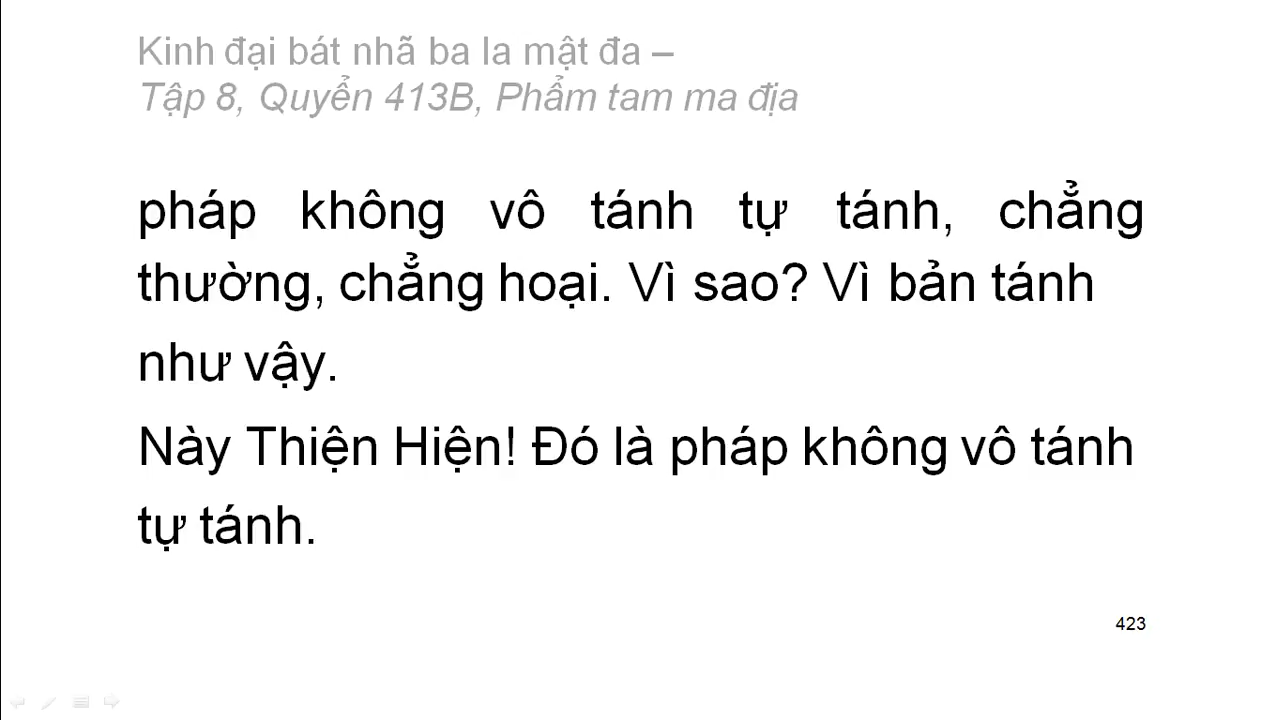 Kinh đại bát nhã ba la mật đa –
Tập 8, Quyển 413B, Phẩm tam ma địa
pháp không vô tánh tự tánh, chẳng
thường, chẳng hoại. Vì sao? Vì bản tánh
như vậy.
Này Thiện Hiện! Đó là pháp không vô tánh
tự tánh.
423